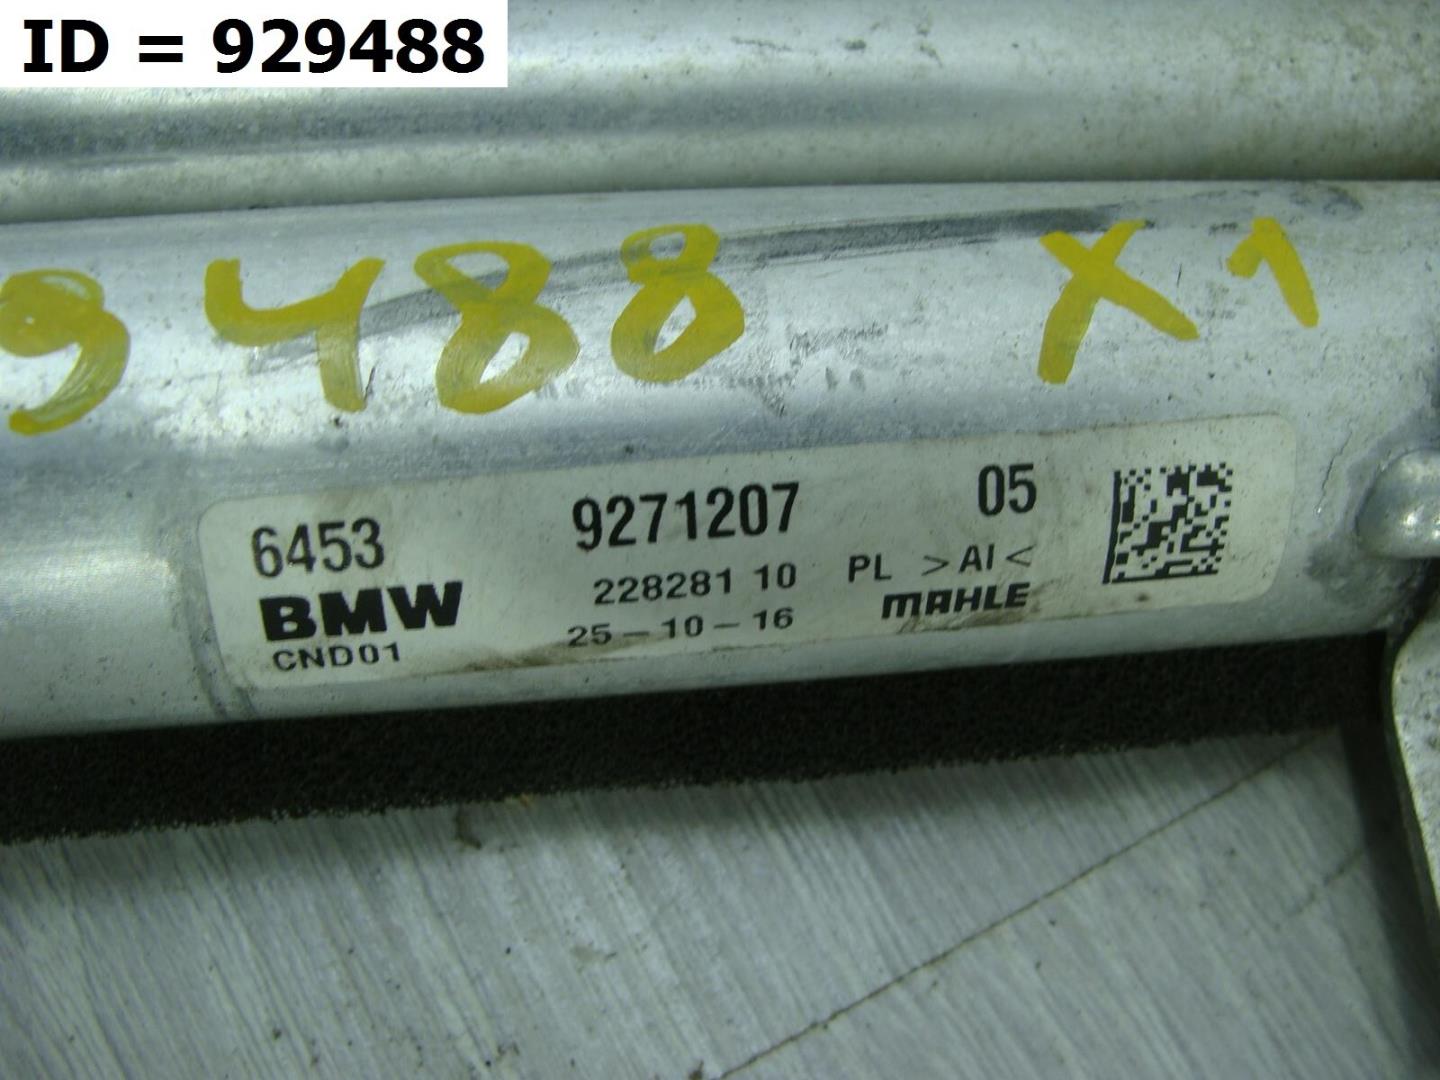 ID = 929488
9488 X1
6453 9271207 05
BMW 228281 10 PL >AI<
CND01 25-10-16 MAHLE